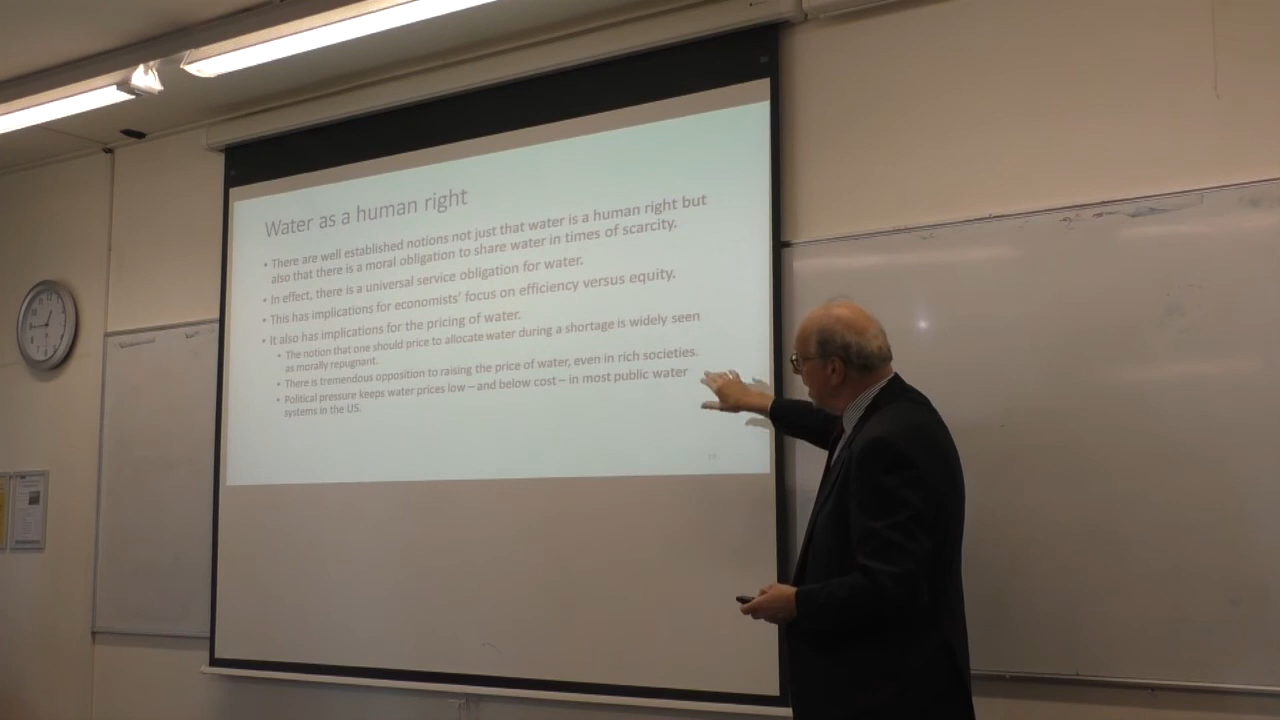 Water as a human right
• There are well established notions not just that water is a human right but
also that there is a moral obligation to share water in times of scarcity.
• In effect, there is a universal service obligation for water.
• This has implications for economists' focus on efficiency versus equity.
• It also has implications for the pricing of water.
• The notion that one should price to allocate water during a shortage is widely seen
as morally repugnant.
• There is tremendous opposition to raising the price of water, even in rich societies.
• Political pressure keeps water prices low – and below cost – in most public water
systems in the US.